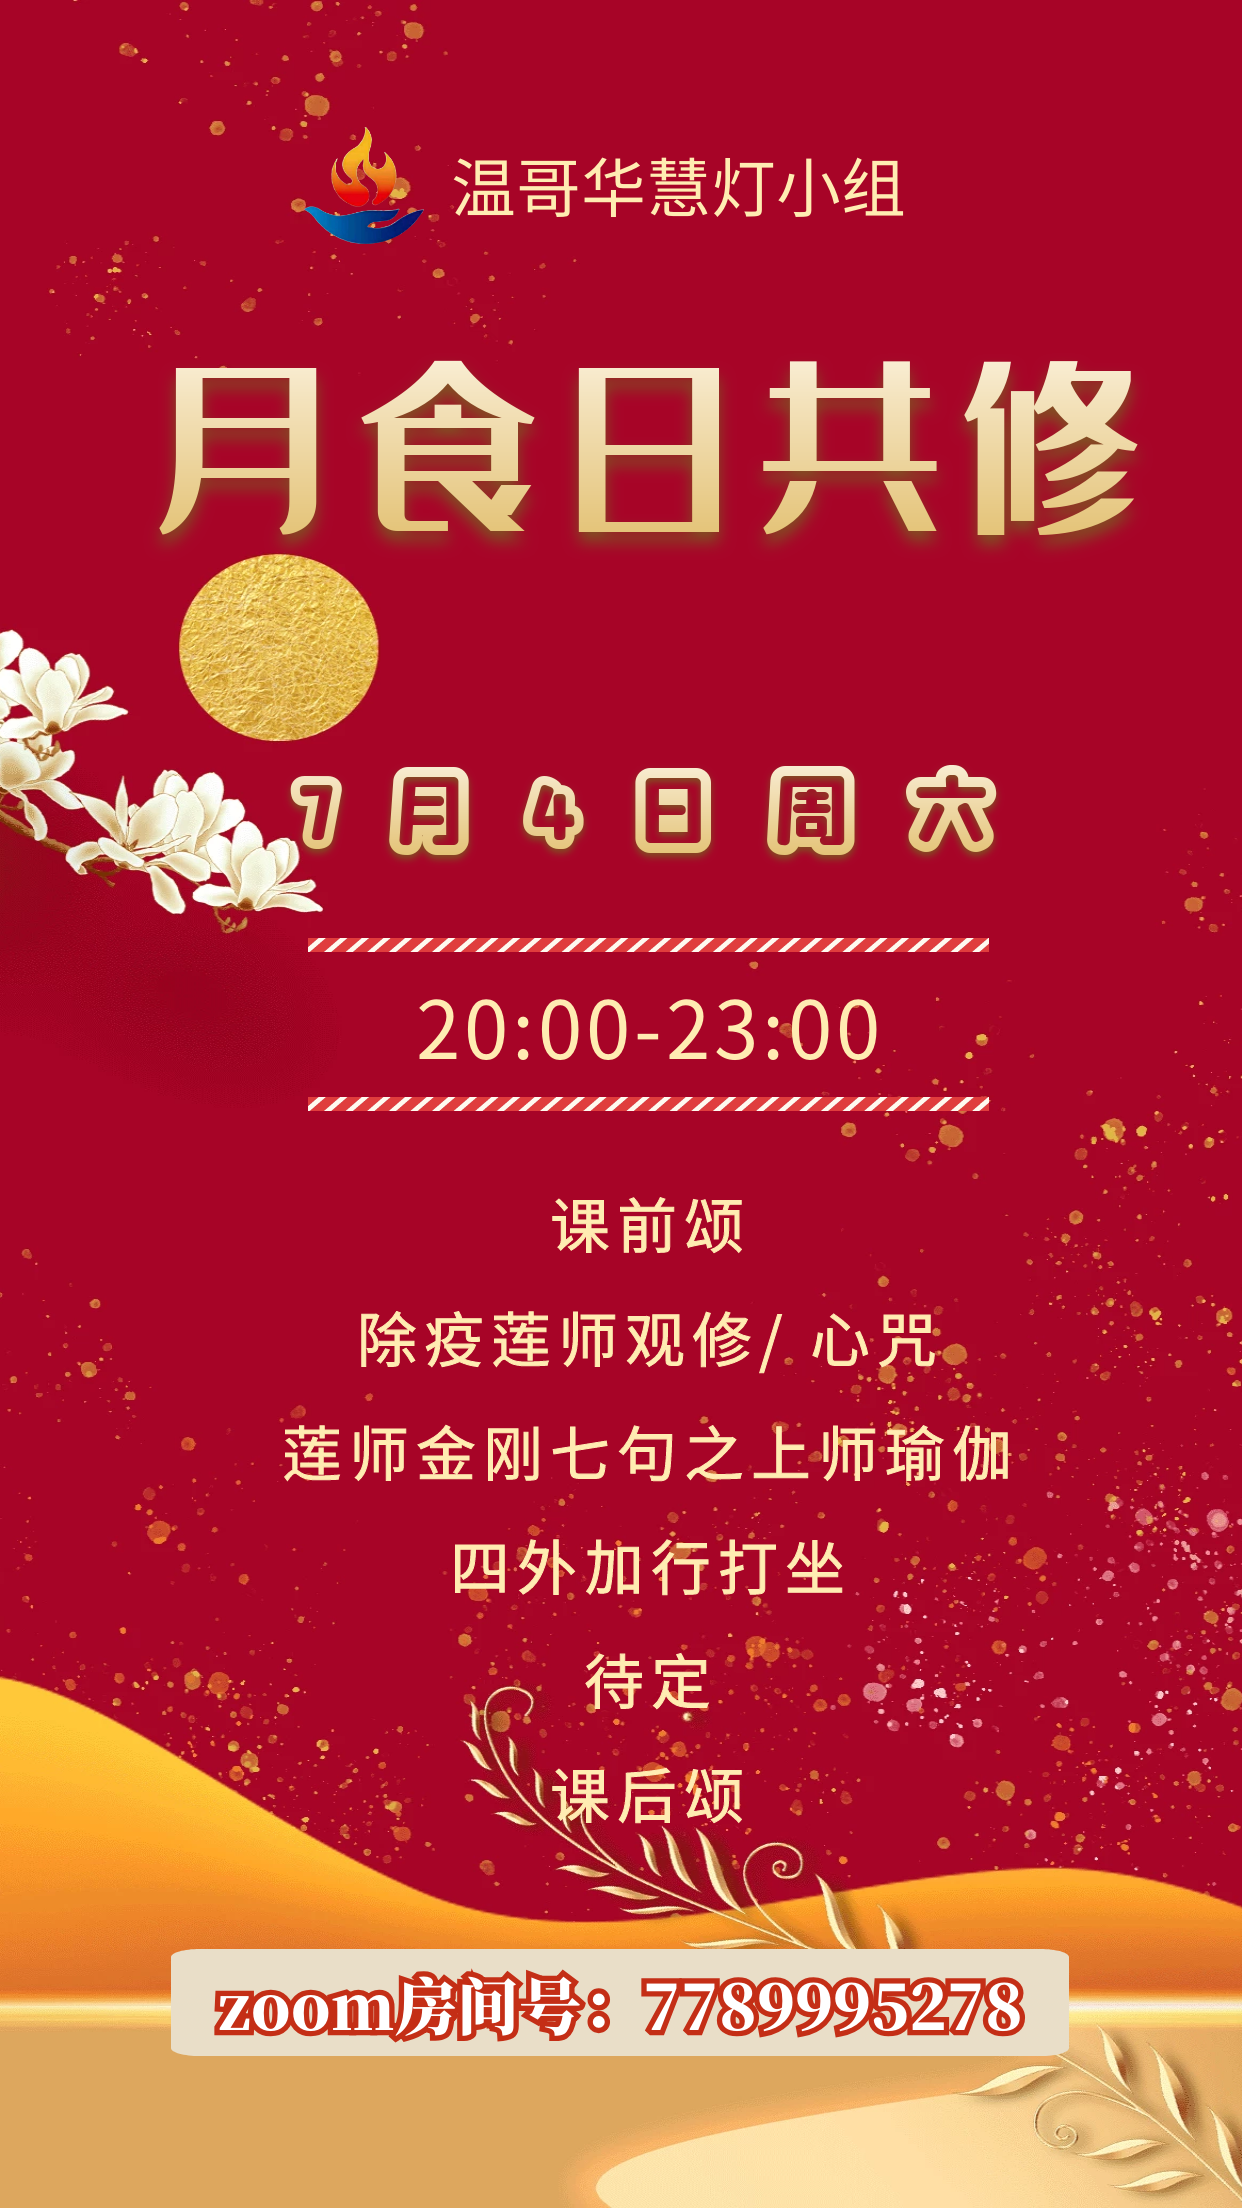 温哥华慧灯小组
月食日共修
7月4日周六
20:00-23:00
课前颂
除疫莲师观修/ 心咒
莲师金刚七句之上师瑜伽
四外加行打坐
待定
课后颂
zoom房间号：7789995278